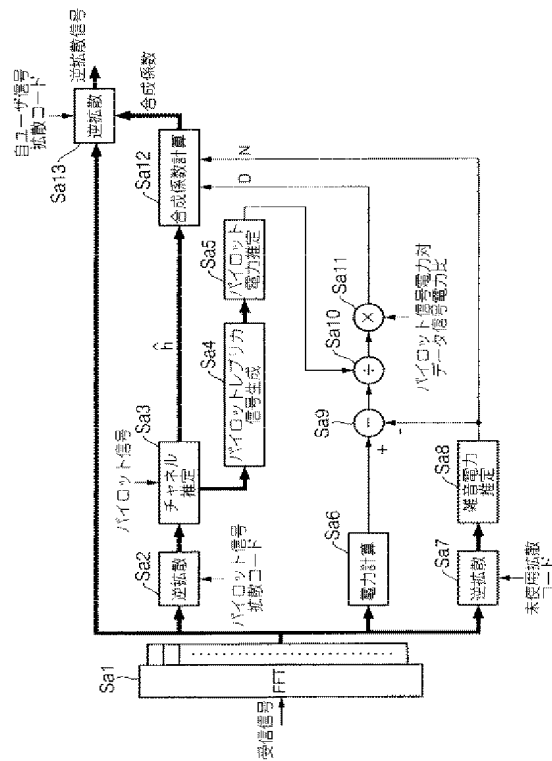 受信信号
Sa1
FFT
Sa2
逆拡散
パイロット信号
拡散コード
パイロット信号
Sa3
チャネル
推定
ĥ
Sa4
パイロットレプリカ
信号生成
Sa5
パイロット
電力推定
Sa6
電力計算
Sa7
逆拡散
未使用拡散
コード
Sa8
雑音電力
推定
Sa9
+
-
−
Sa10
÷
Sa11
×
パイロット信号電力対
データ信号電力比
D
N
Sa12
合成係数計算
合成係数
Sa13
逆拡散
自ユーザ信号
拡散コード
逆拡散信号